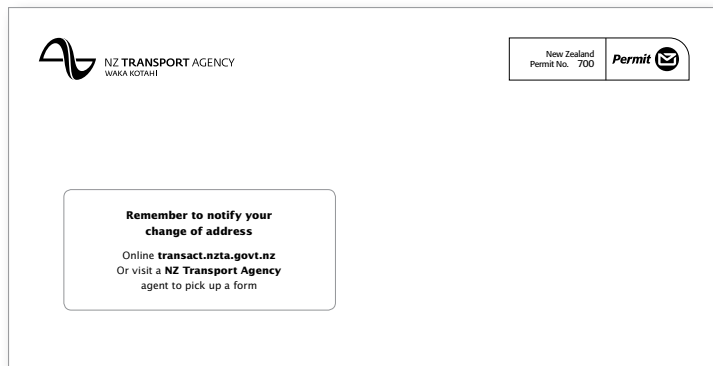 NZ TRANSPORT AGENCY
WAKA KOTAHI
New Zealand
Permit No. 700
Permit
Remember to notify your
change of address
Online transact.nzta.govt.nz
Or visit a NZ Transport Agency
agent to pick up a form